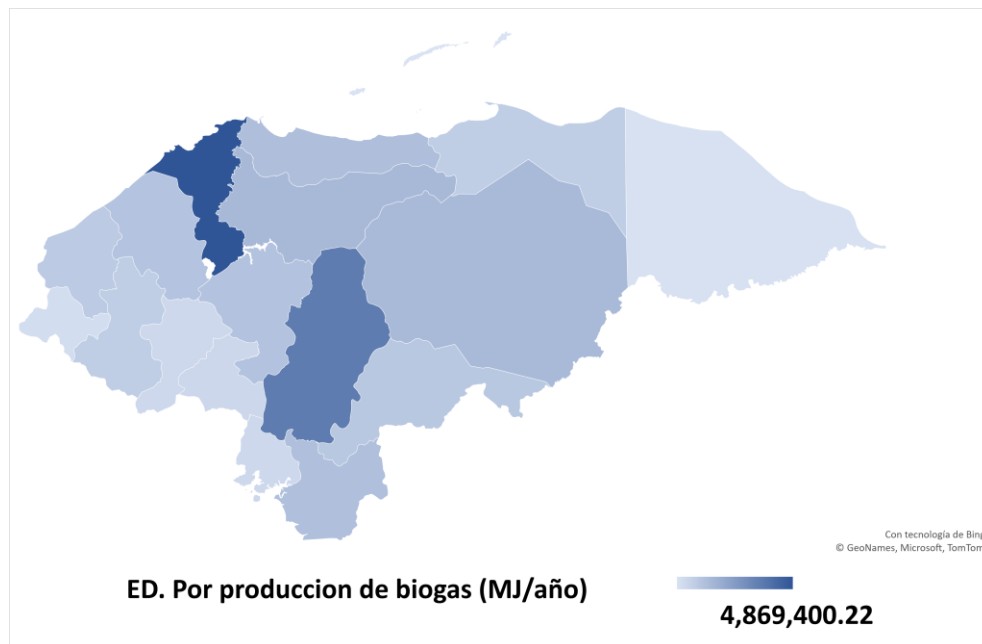 Con tecnología de Bing
© GeoNames, Microsoft, TomTom
ED. Por produccion de biogas (MJ/año)
4,869,400.22